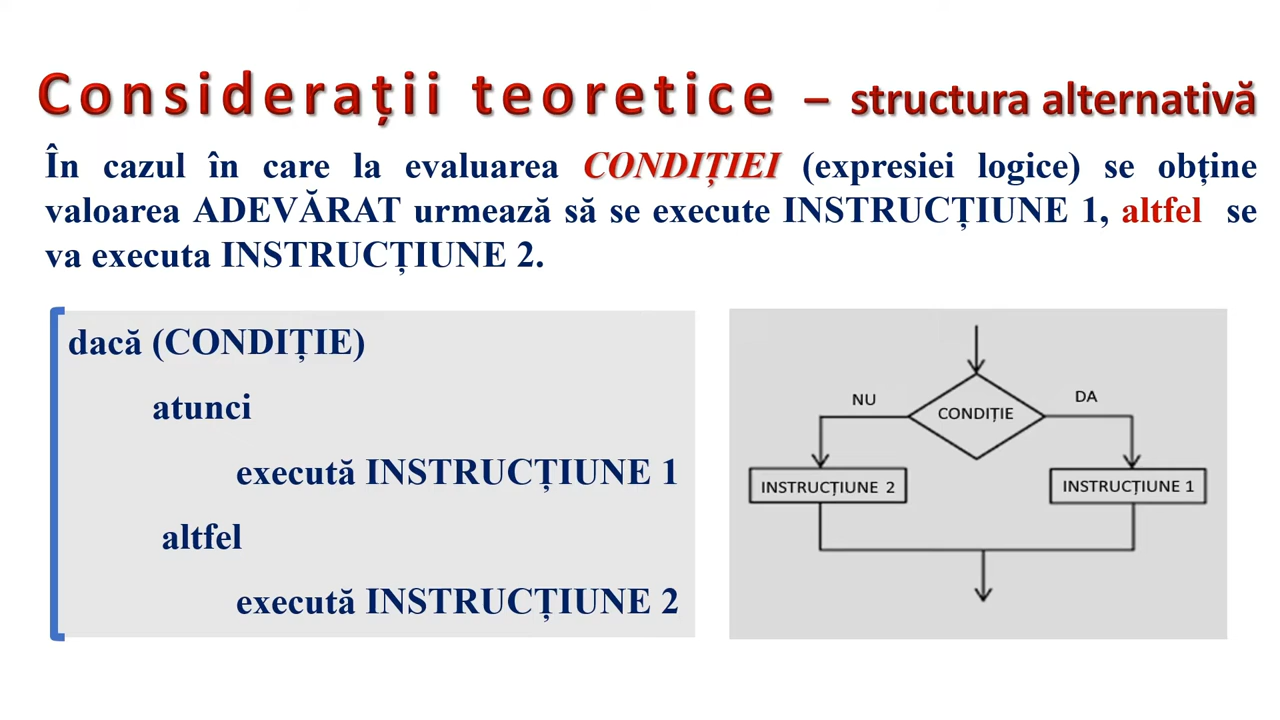 Considerații teoretice – structura alternativă
În cazul în care la evaluarea CONDIȚIEI (expresiei logice) se obține
valoarea ADEVĂRAT urmează să se execute INSTRUCȚIUNE 1, altfel se
va executa INSTRUCȚIUNE 2.
dacă (CONDIȚIE)
atunci
execută INSTRUCȚIUNE 1
altfel
execută INSTRUCȚIUNE 2
NU
DA
CONDIȚIE
INSTRUCȚIUNE 2
INSTRUCȚIUNE 1